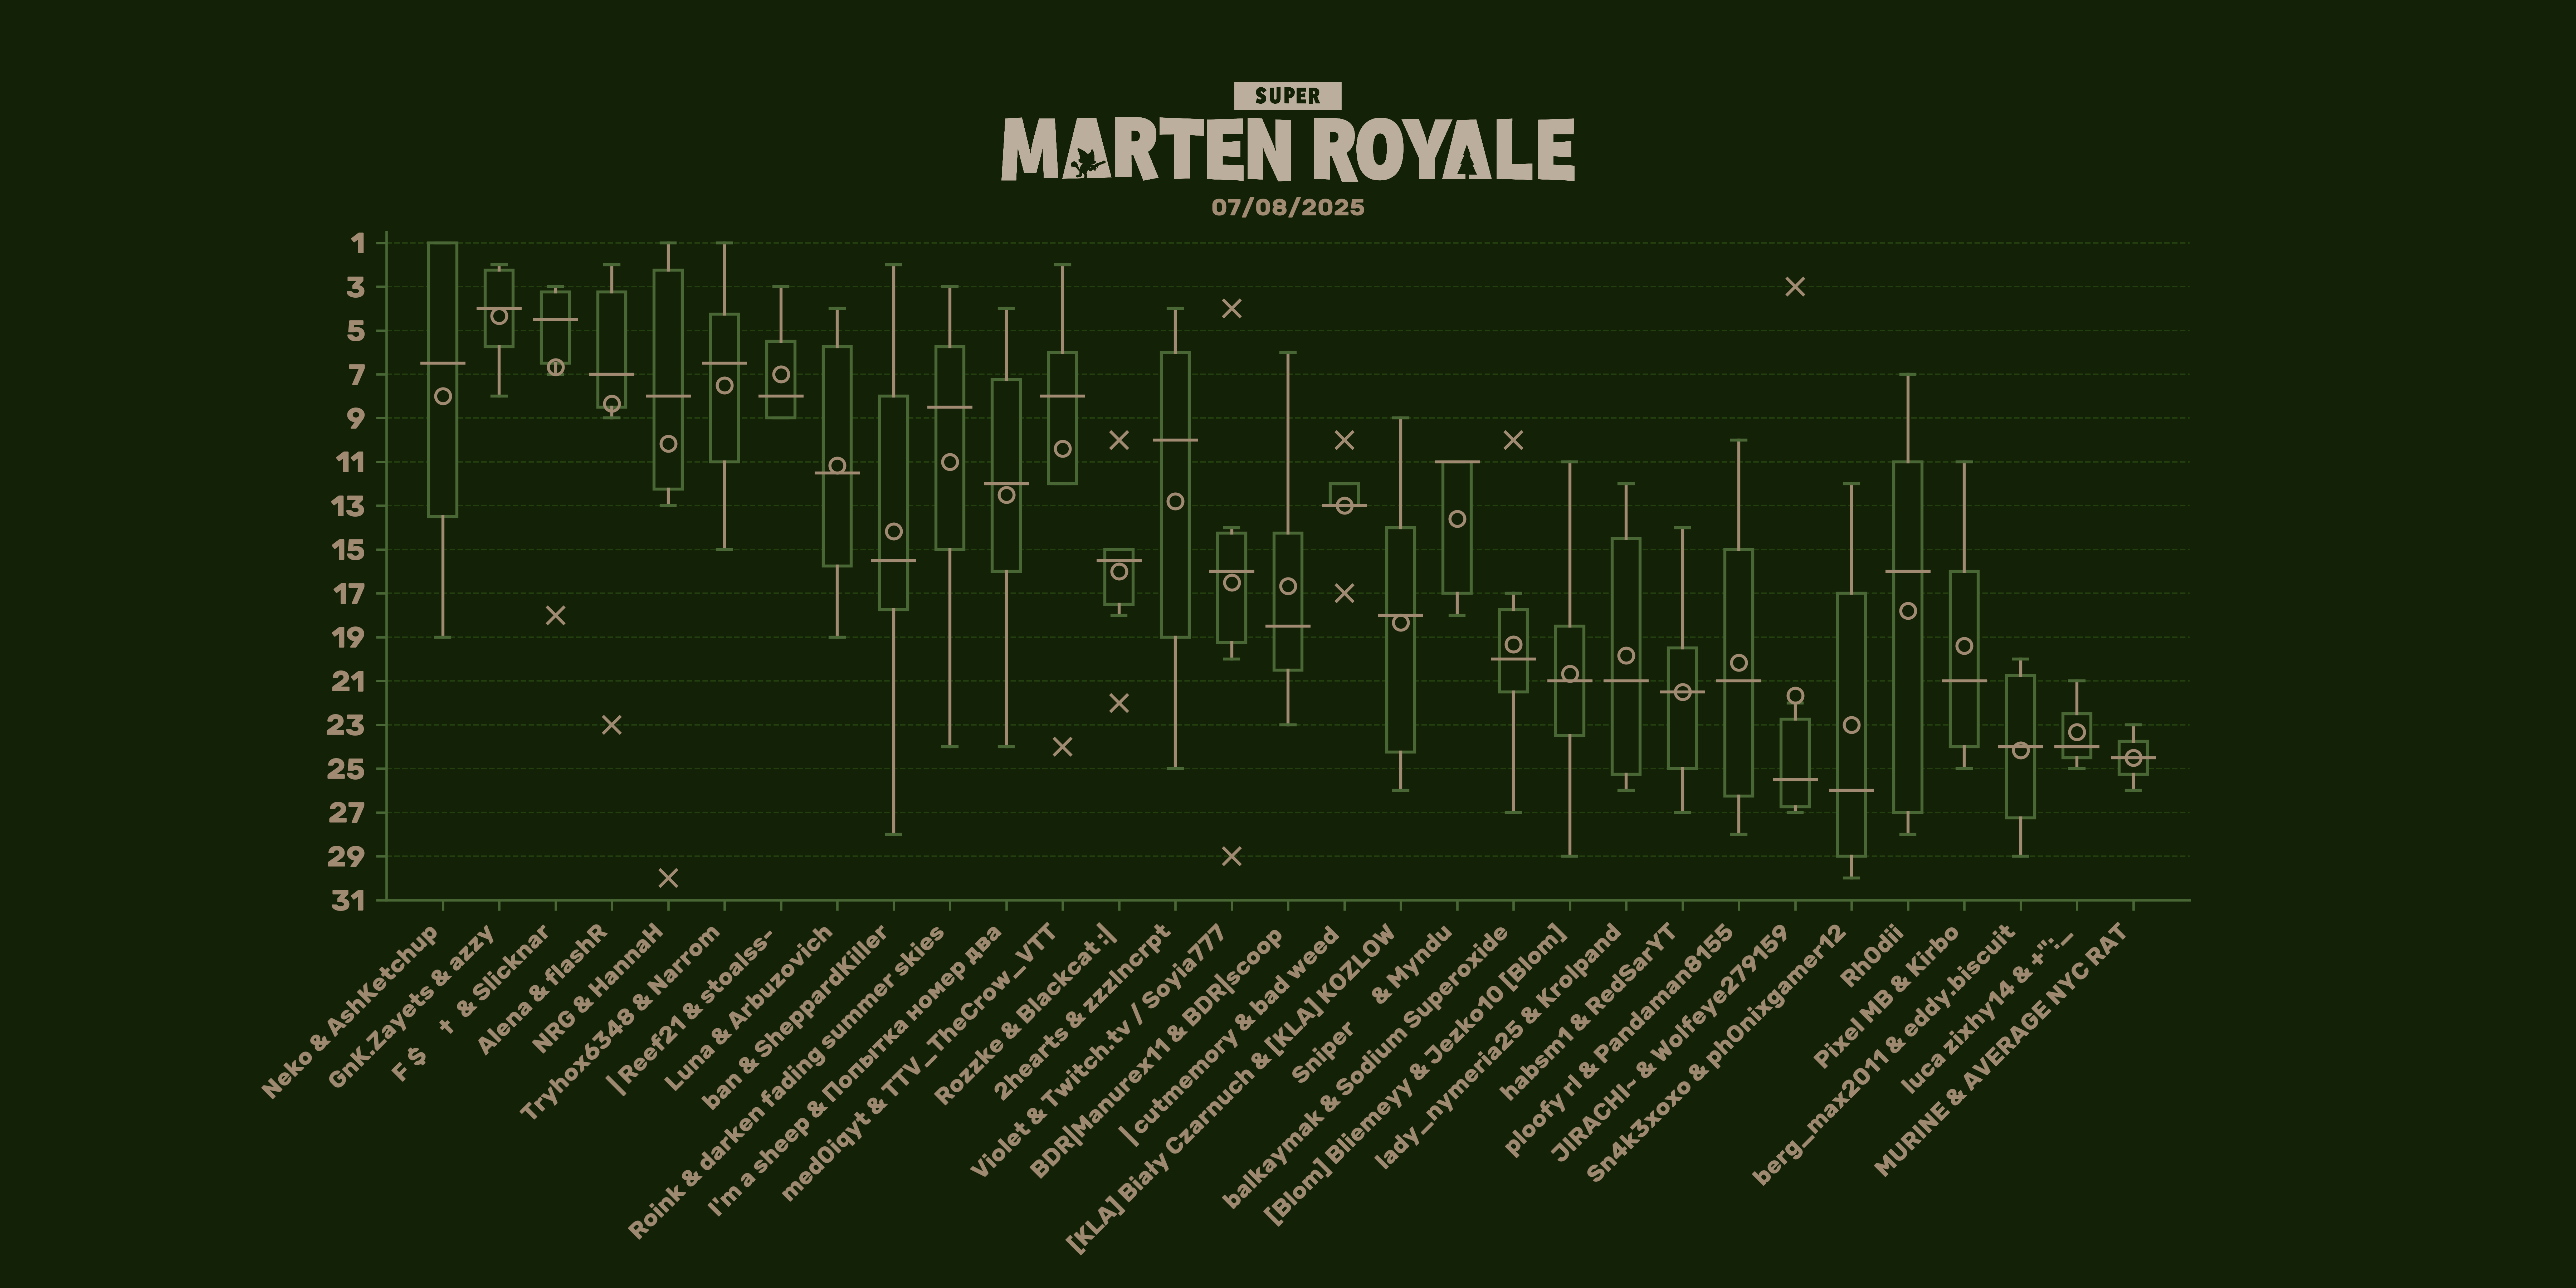 SUPER
MARTEN ROYALE
07/08/2025
1
3
5
7
9
11
13
15
17
19
21
23
25
27
29
31
Neko & AshKetchup
GnK.Zayets & azzy
F $ † & Slicknar
Alena & flashR
NRG & HannaH
Tryhox6348 & Narrom
| Reef21 & stoalss-
Luna & Arbuzovich
ban & SheppardKiller
Roink & darken fading summer skies
I'm a sheep & Попытка номер два
med0iqyt & TTV_TheCrow_VTT
Rozzke & Blackcat:]
2hearts & zzzIncrpt
Violet & Twitch.tv / Soyia777
BDR|Manurex11 & BDR|scoop
| cutmemory & bad weed
[KLA] Biały Czarnuch & [KLA] KOZLOW
Sniper & Myndu
balkaymak & Sodium Superoxide
[Blom] Bliemeyy & Jezko10 [Blom]
lady_nymeria25 & Krolpand
habsm1 & RedSarYT
ploofy rl & Pandaman8155
JIRACHI~ & Wolfeye279159
Sn4k3xoxo & ph0nixgamer12
Rh0dii
Pixel MB & Kirbo
berg_max2011 & eddy.biscuit
luca zixhy14 & +";_
MURINE & AVERAGE NYC RAT